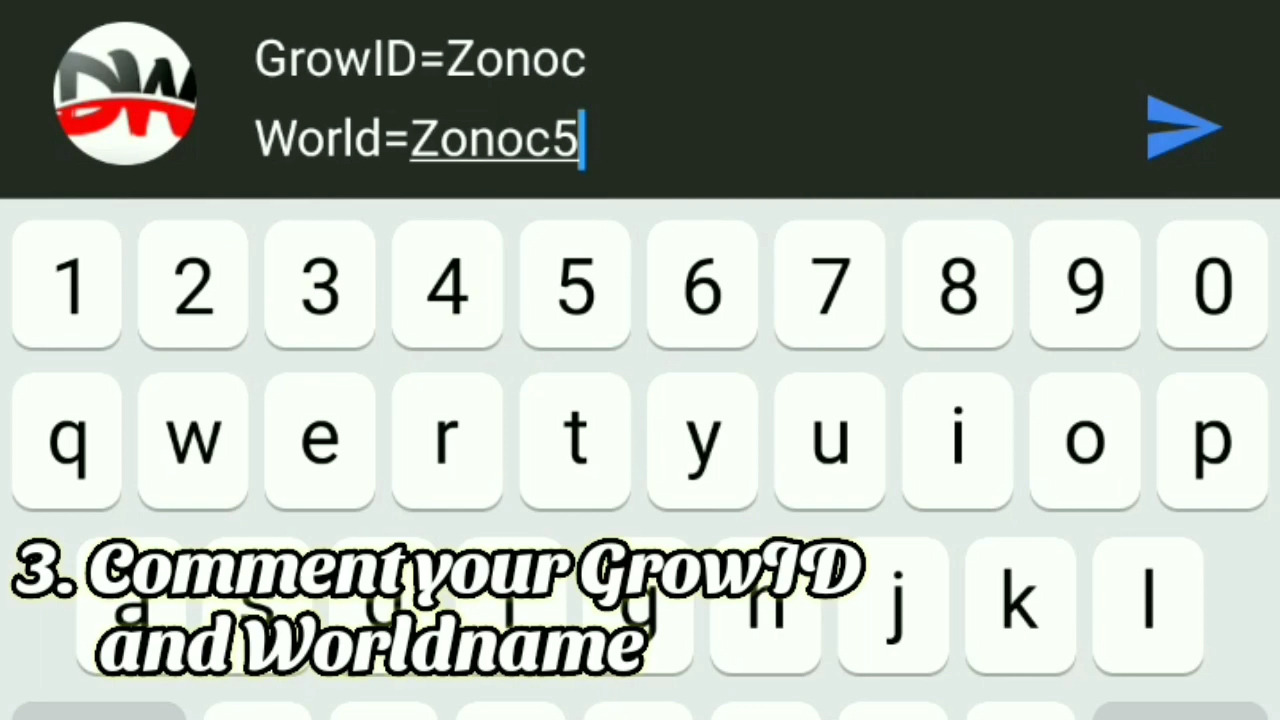 DW
GrowID=Zonoc
World=Zonoc5
1 2 3 4 5 6 7 8 9 0
q w e r t y u i o p
3. Comment your GrowID
and Worldname
j k l